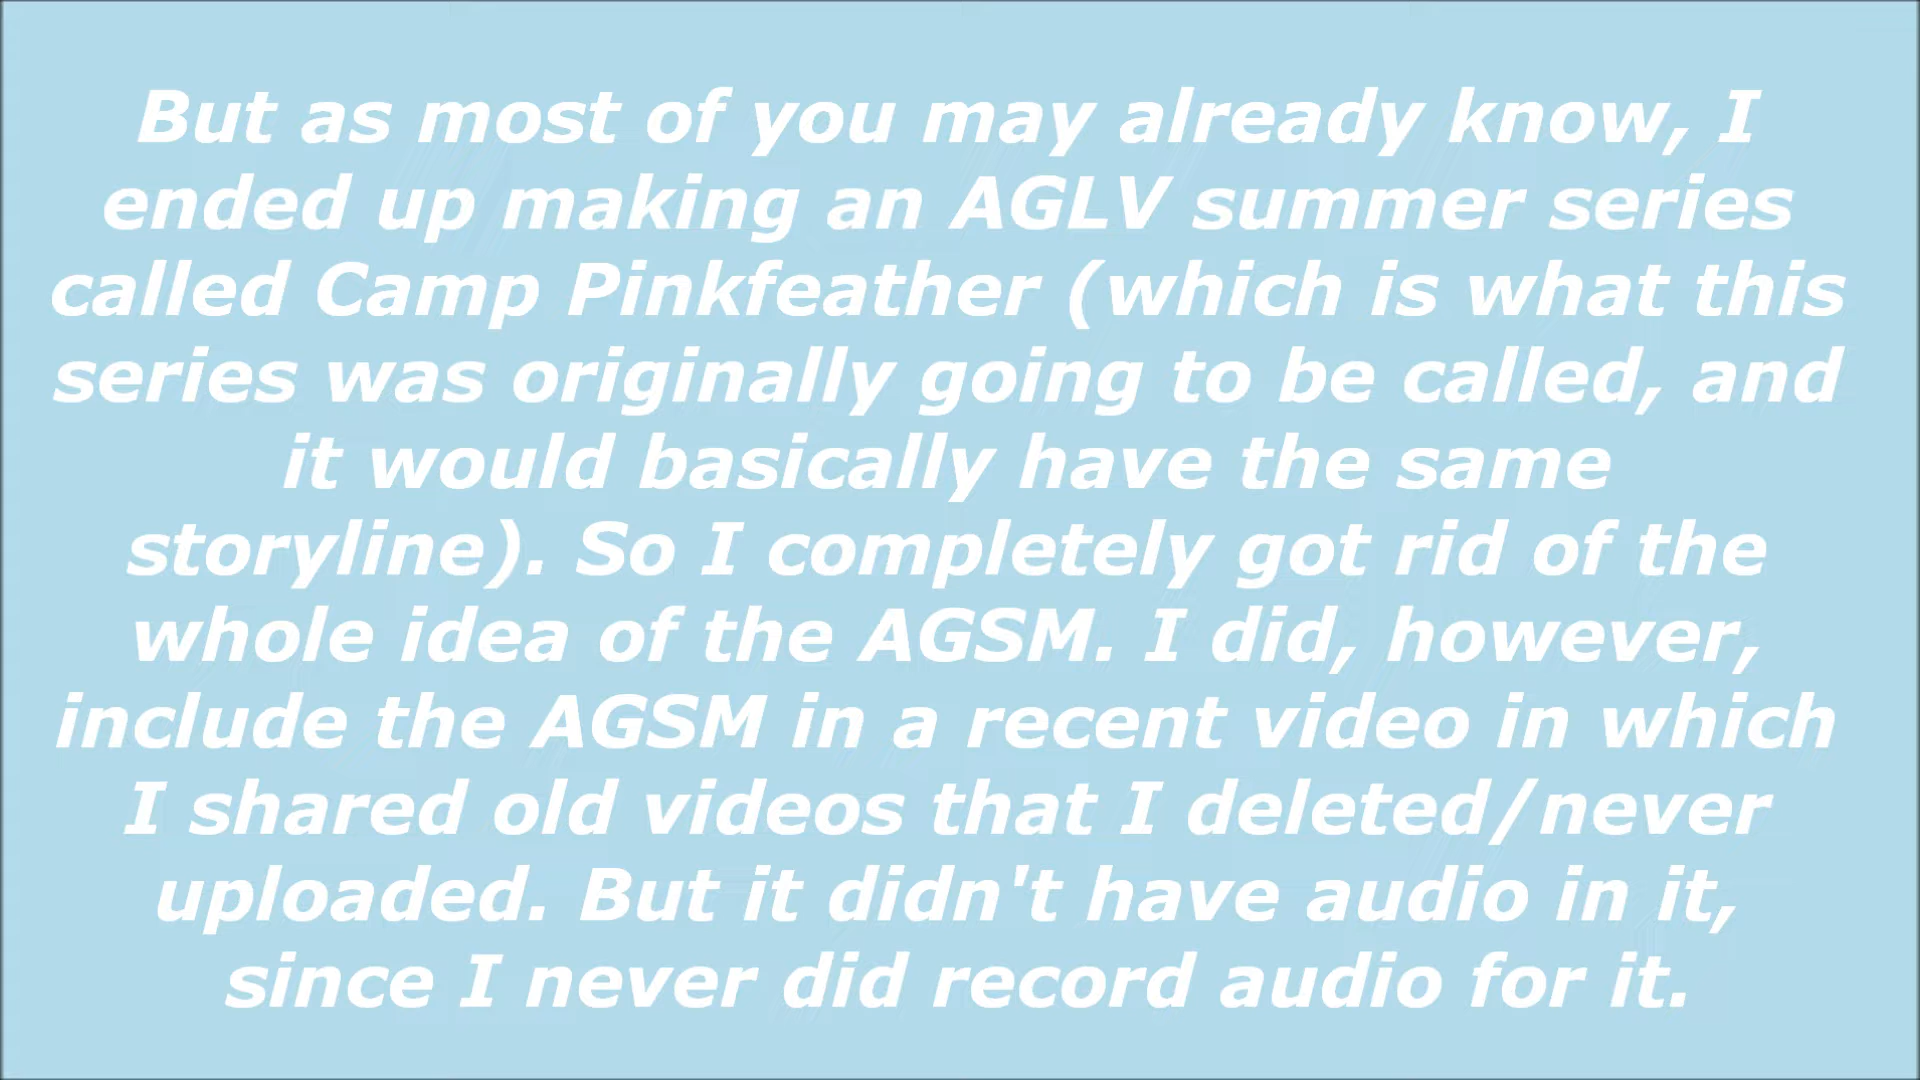 But as most of you may already know, I
ended up making an AGLV summer series
called Camp Pinkfeather (which is what this
series was originally going to be called, and
it would basically have the same
storyline). So I completely got rid of the
whole idea of the AGSM. I did, however,
include the AGSM in a recent video in which
I shared old videos that I deleted/never
uploaded. But it didn't have audio in it,
since I never did record audio for it.